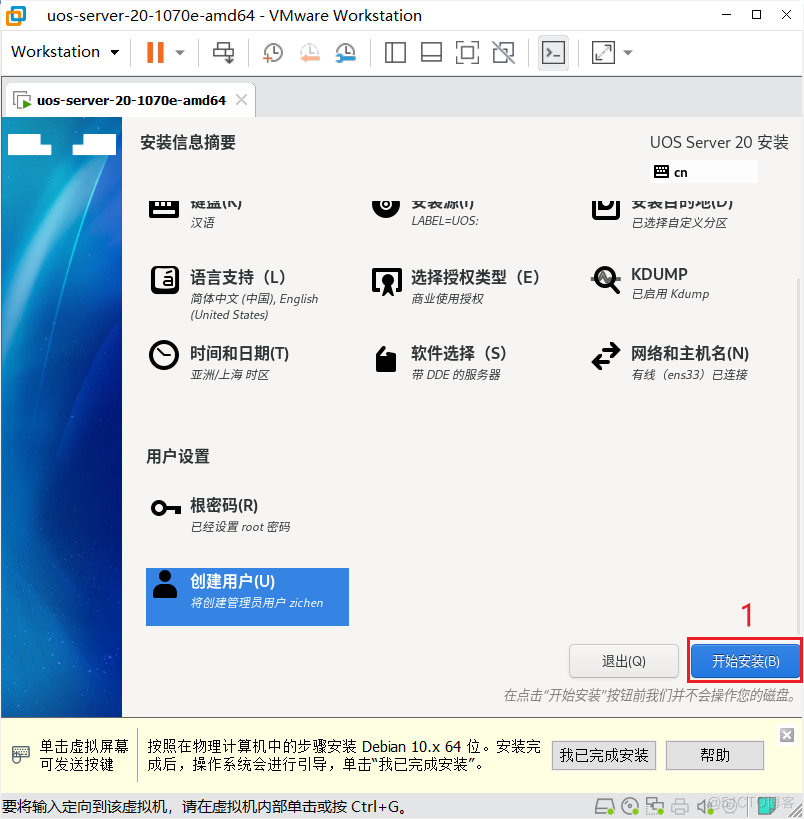 uos-server-20-1070e-amd64 - VMware Workstation
Workstation
uos-server-20-1070e-amd64
安装信息摘要
UOS Server 20 安装
cn
键盘(K)
汉语
安装源(I)
LABEL=UOS:
安装目的地(D)
已选择自定义分区
语言支持（L）
简体中文 (中国), English
(United States)
选择授权类型（E）
商业使用授权
KDUMP
已启用 Kdump
时间和日期(T)
亚洲/上海 时区
软件选择（S）
带 DDE 的服务器
网络和主机名(N)
有线（ens33）已连接
用户设置
根密码(R)
已经设置 root 密码
创建用户(U)
将创建管理员用户 zichen
1
退出(Q)
开始安装(B)
在点击“开始安装”按钮前我们并不会操作您的磁盘。
单击虚拟屏幕
可发送按键
按照在物理计算机中的步骤安装 Debian 10.x 64 位。安装完
成后，操作系统会进行引导，单击“我已完成安装”。
我已完成安装
帮助
要将输入定向到该虚拟机，请在虚拟机内部单击或按 Ctrl+G。
@51CTO博客